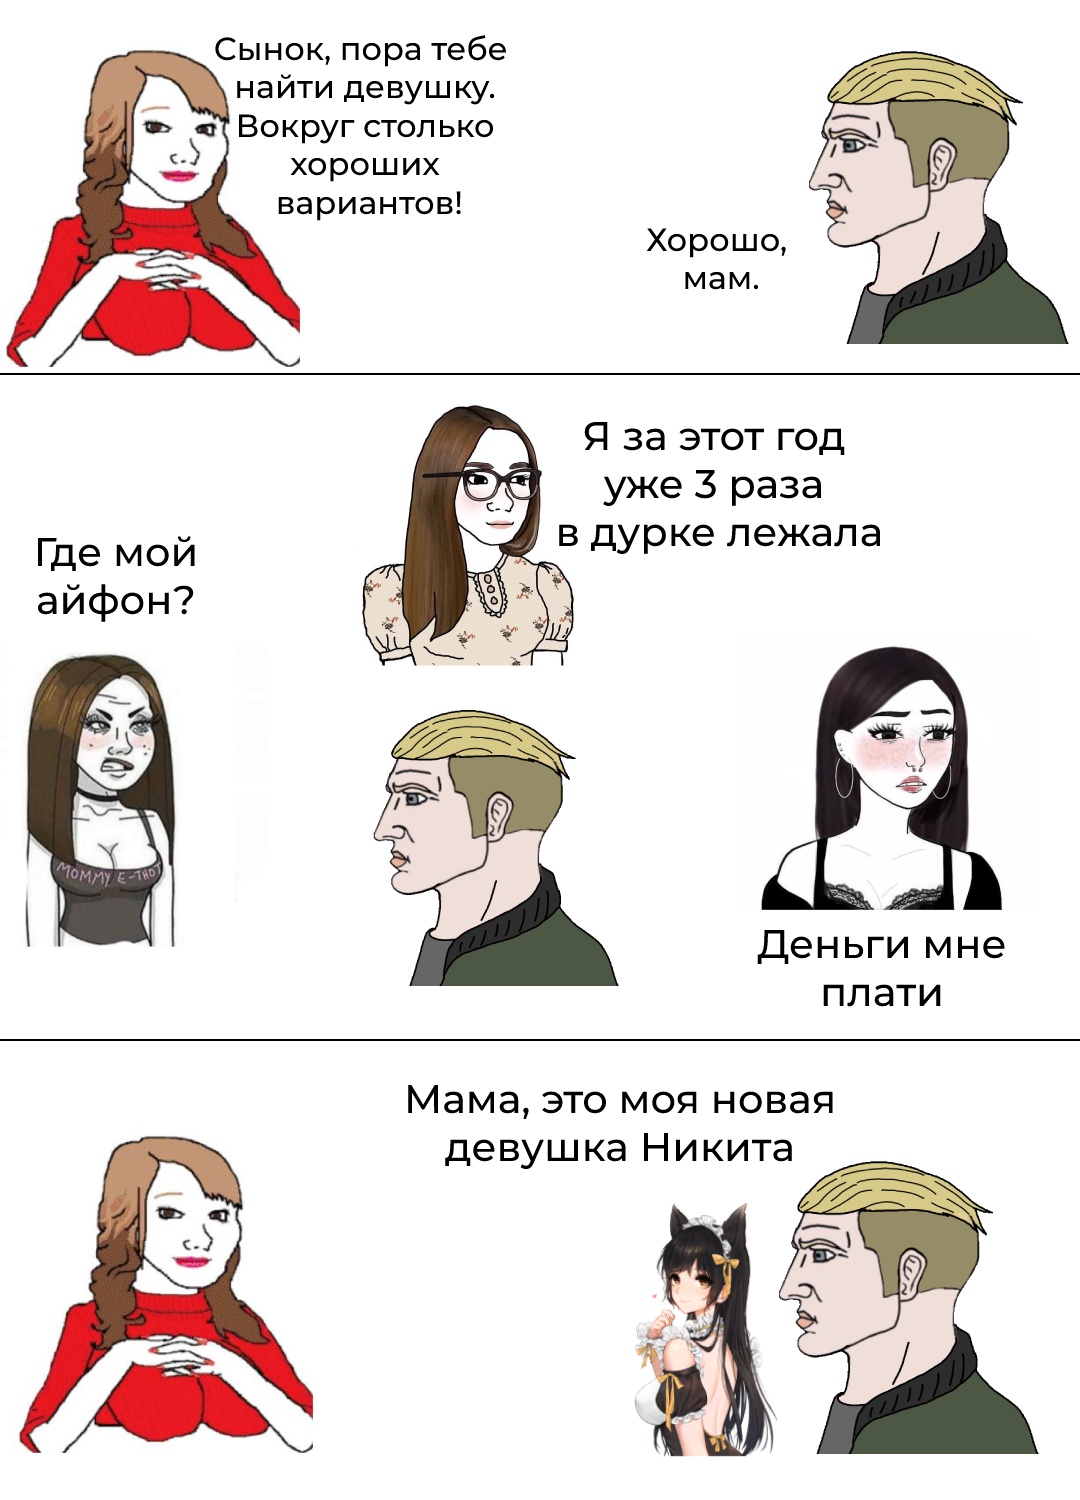 Сынок, пора тебе
найти девушку.
Вокруг столько
хороших
вариантов!
Хорошо,
мам.
Я за этот год
уже 3 раза
в дурке лежала
Где мой
айфон?
MOMMY E-THOT
Деньги мне
плати
Мама, это моя новая
девушка Никита